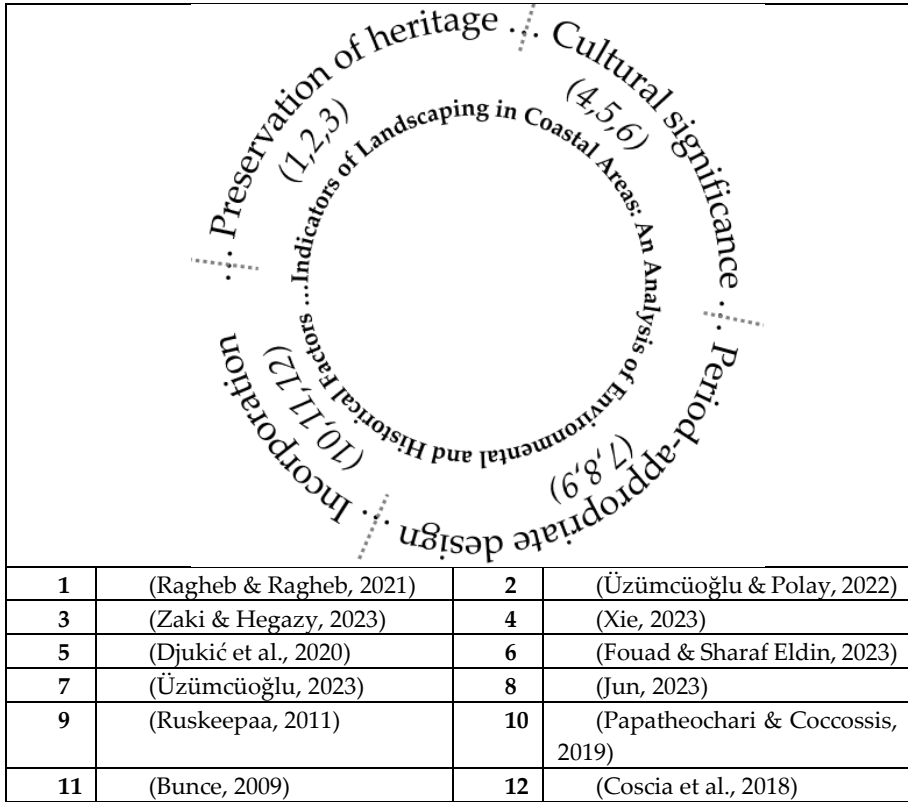 ... Preservation of heritage ...
(1,2,3)
Cultural significance ...
(4,5,6)
Period-appropriate design ...
(7,8,9)
Incorporation
(10,11,12)
...Indicators of Landscaping in Coastal Areas: An Analysis of Environmental and Historical Factors
1 (Ragheb & Ragheb, 2021) 2 (Üzümcüoğlu & Polay, 2022)
3 (Zaki & Hegazy, 2023) 4 (Xie, 2023)
5 (Djukić et al., 2020) 6 (Fouad & Sharaf Eldin, 2023)
7 (Üzümcüoğlu, 2023) 8 (Jun, 2023)
9 (Ruskeepaa, 2011) 10 (Papatheochari & Coccossis,
2019)
11 (Bunce, 2009) 12 (Coscia et al., 2018)